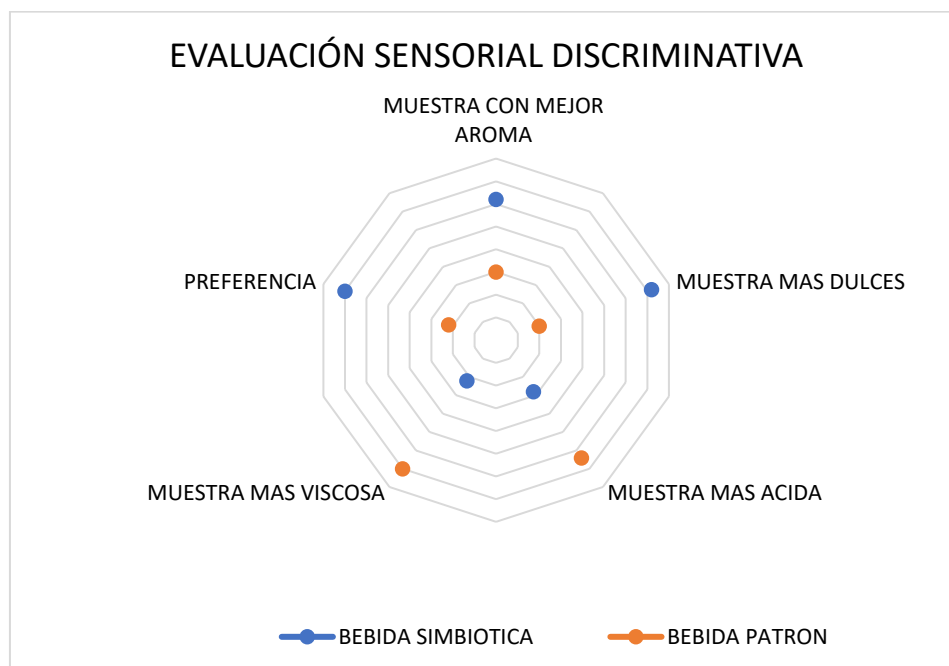 EVALUACIÓN SENSORIAL DISCRIMINATIVA
MUESTRA CON MEJOR
AROMA
PREFERENCIA
MUESTRA MAS DULCES
MUESTRA MAS VISCOSA
MUESTRA MAS ACIDA
BEBIDA SIMBIOTICA
BEBIDA PATRON